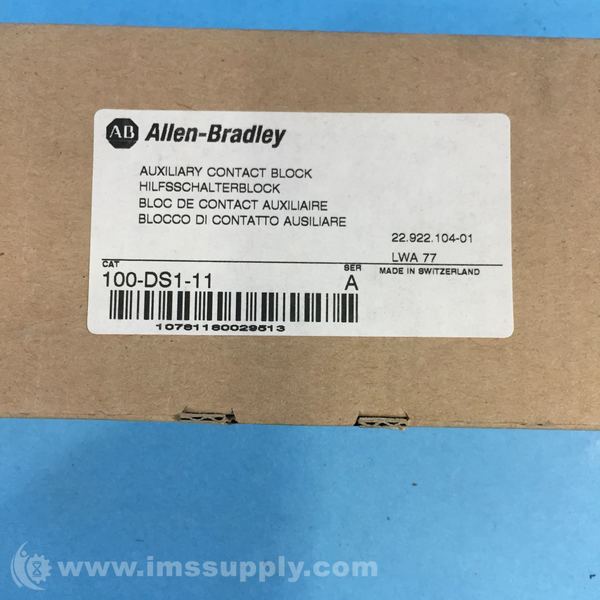 AB Allen-Bradley
AUXILIARY CONTACT BLOCK
HILFSSCHALTERBLOCK
BLOC DE CONTACT AUXILIAIRE
BLOCCO DI CONTATTO AUSILIARE
22.922.104-01
LWA 77
CAT
SER
MADE IN SWITZERLAND
100-DS1-11
A
10781180029513
www.imssupply.com